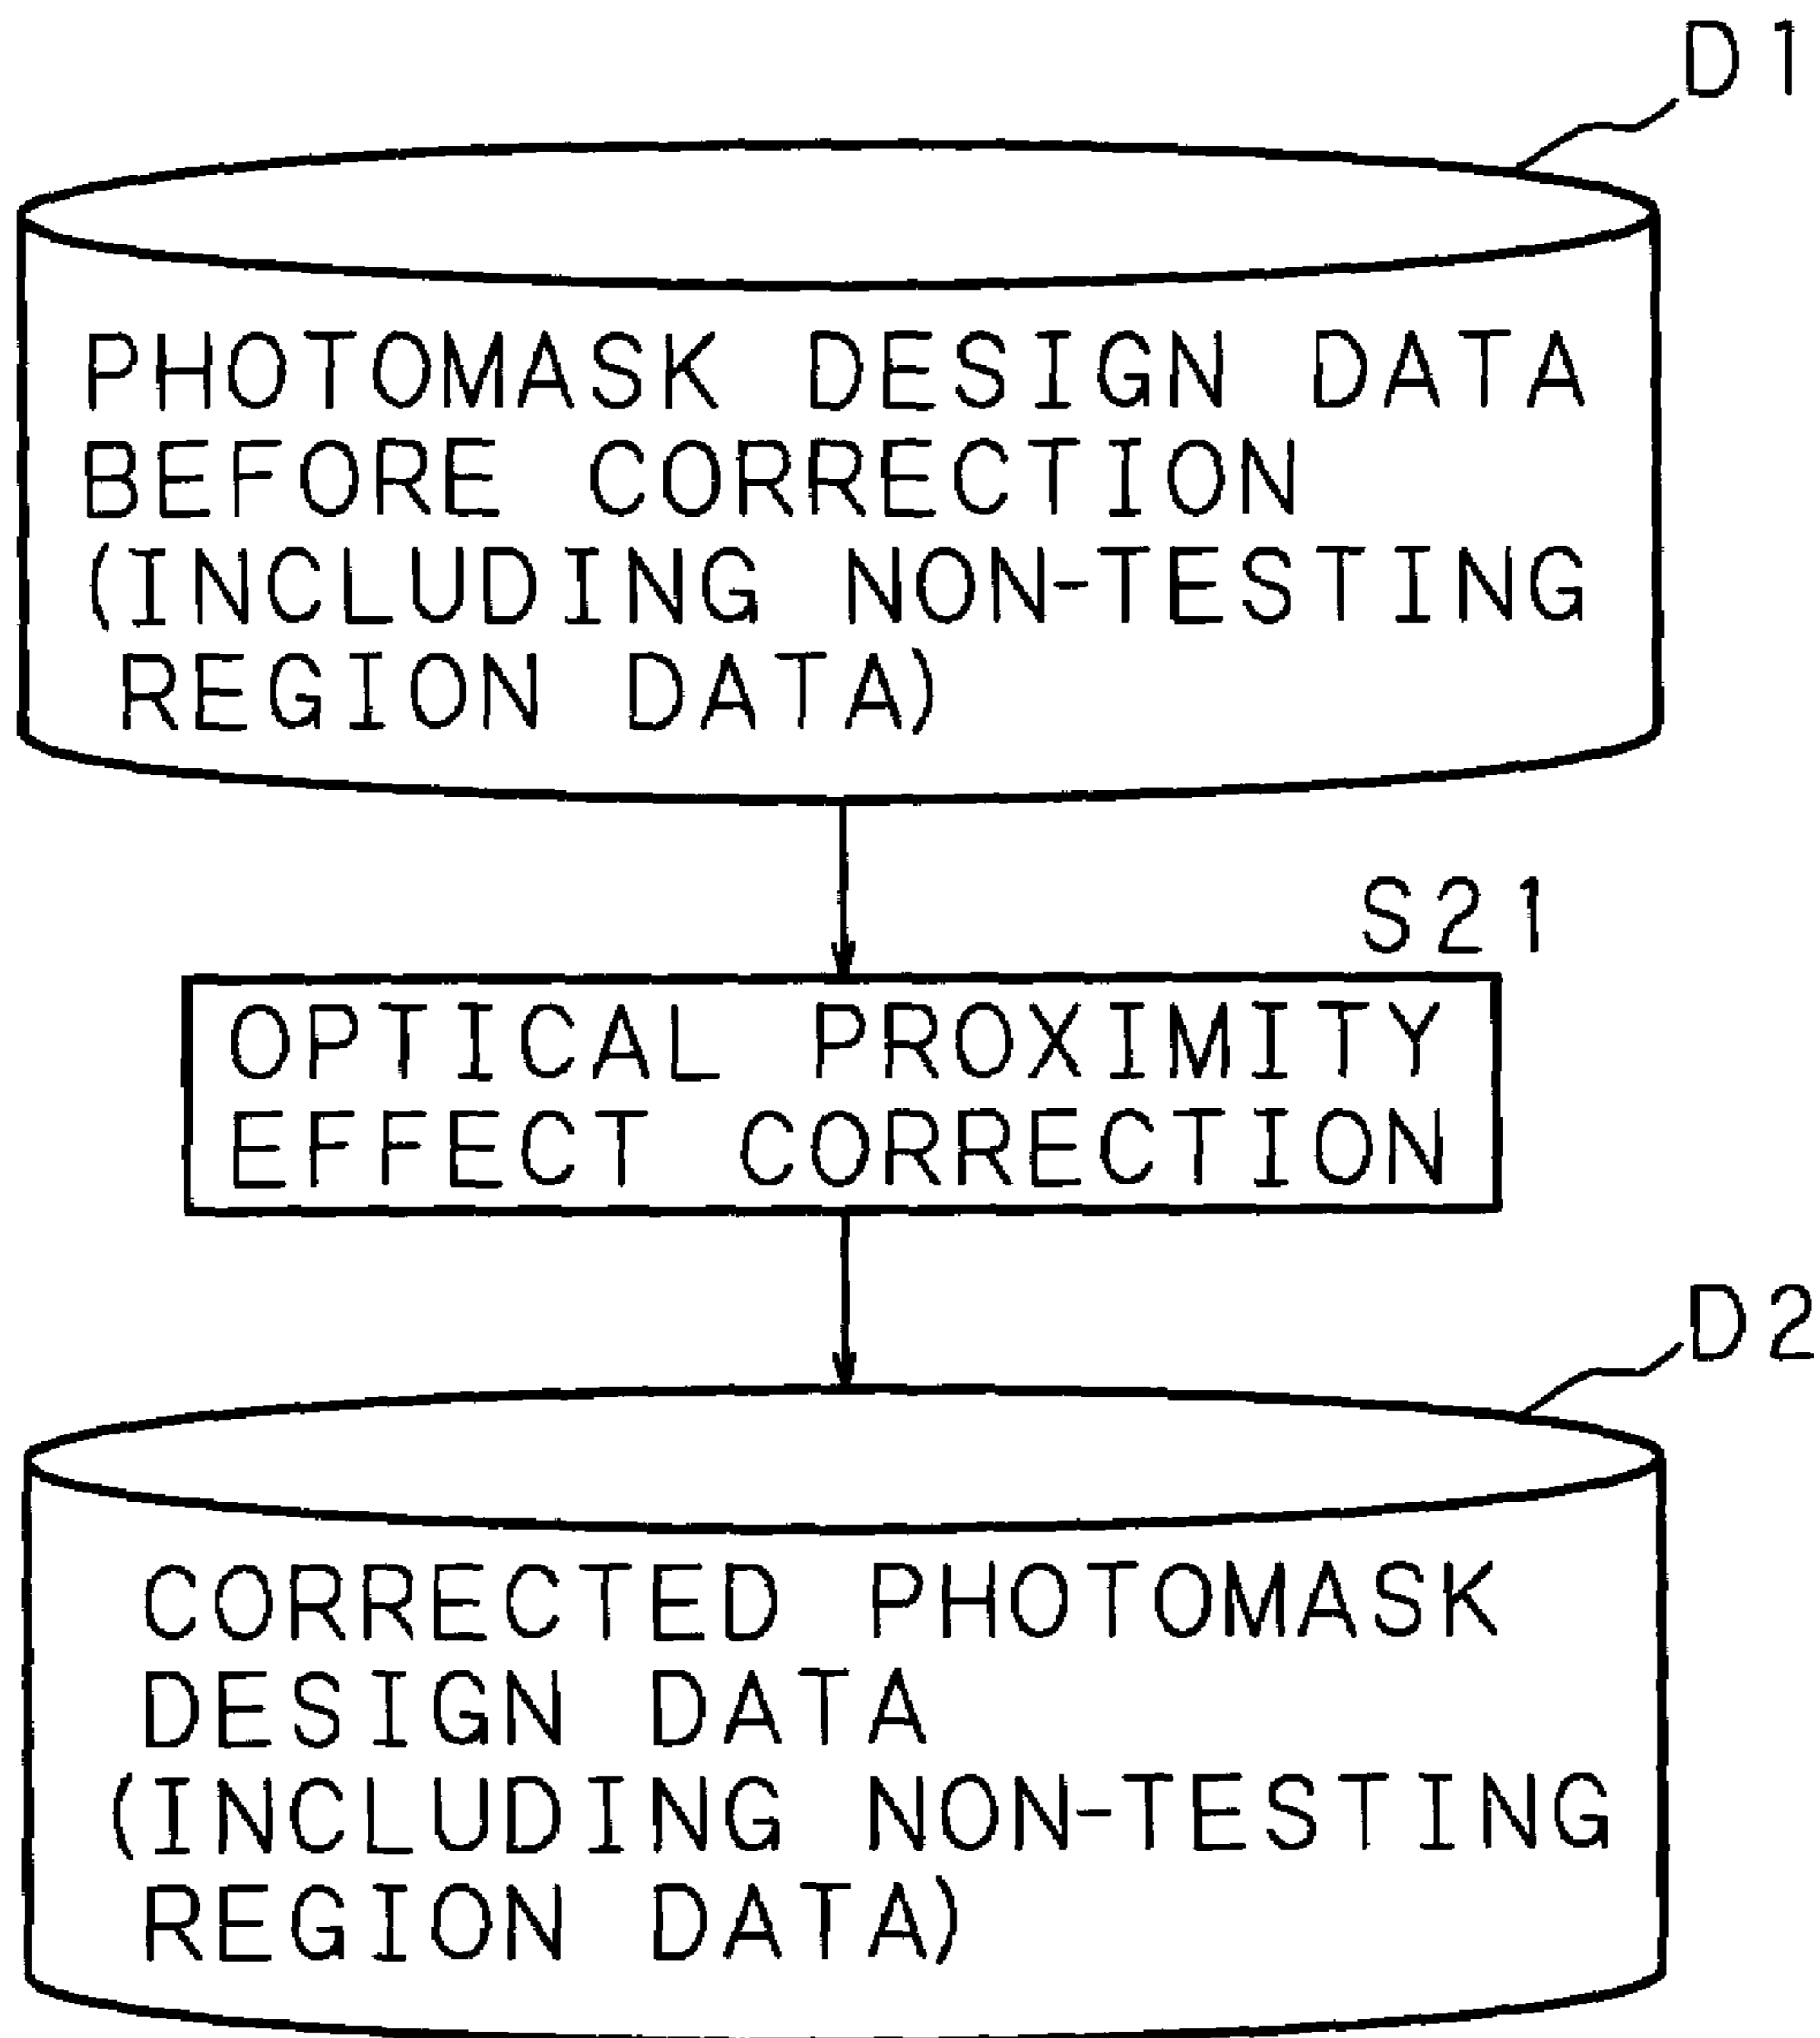 D1
PHOTOMASK DESIGN DATA
BEFORE CORRECTION
(INCLUDING NON-TESTING
REGION DATA)
S21
OPTICAL PROXIMITY
EFFECT CORRECTION
D2
CORRECTED PHOTOMASK
DESIGN DATA
(INCLUDING NON-TESTING
REGION DATA)